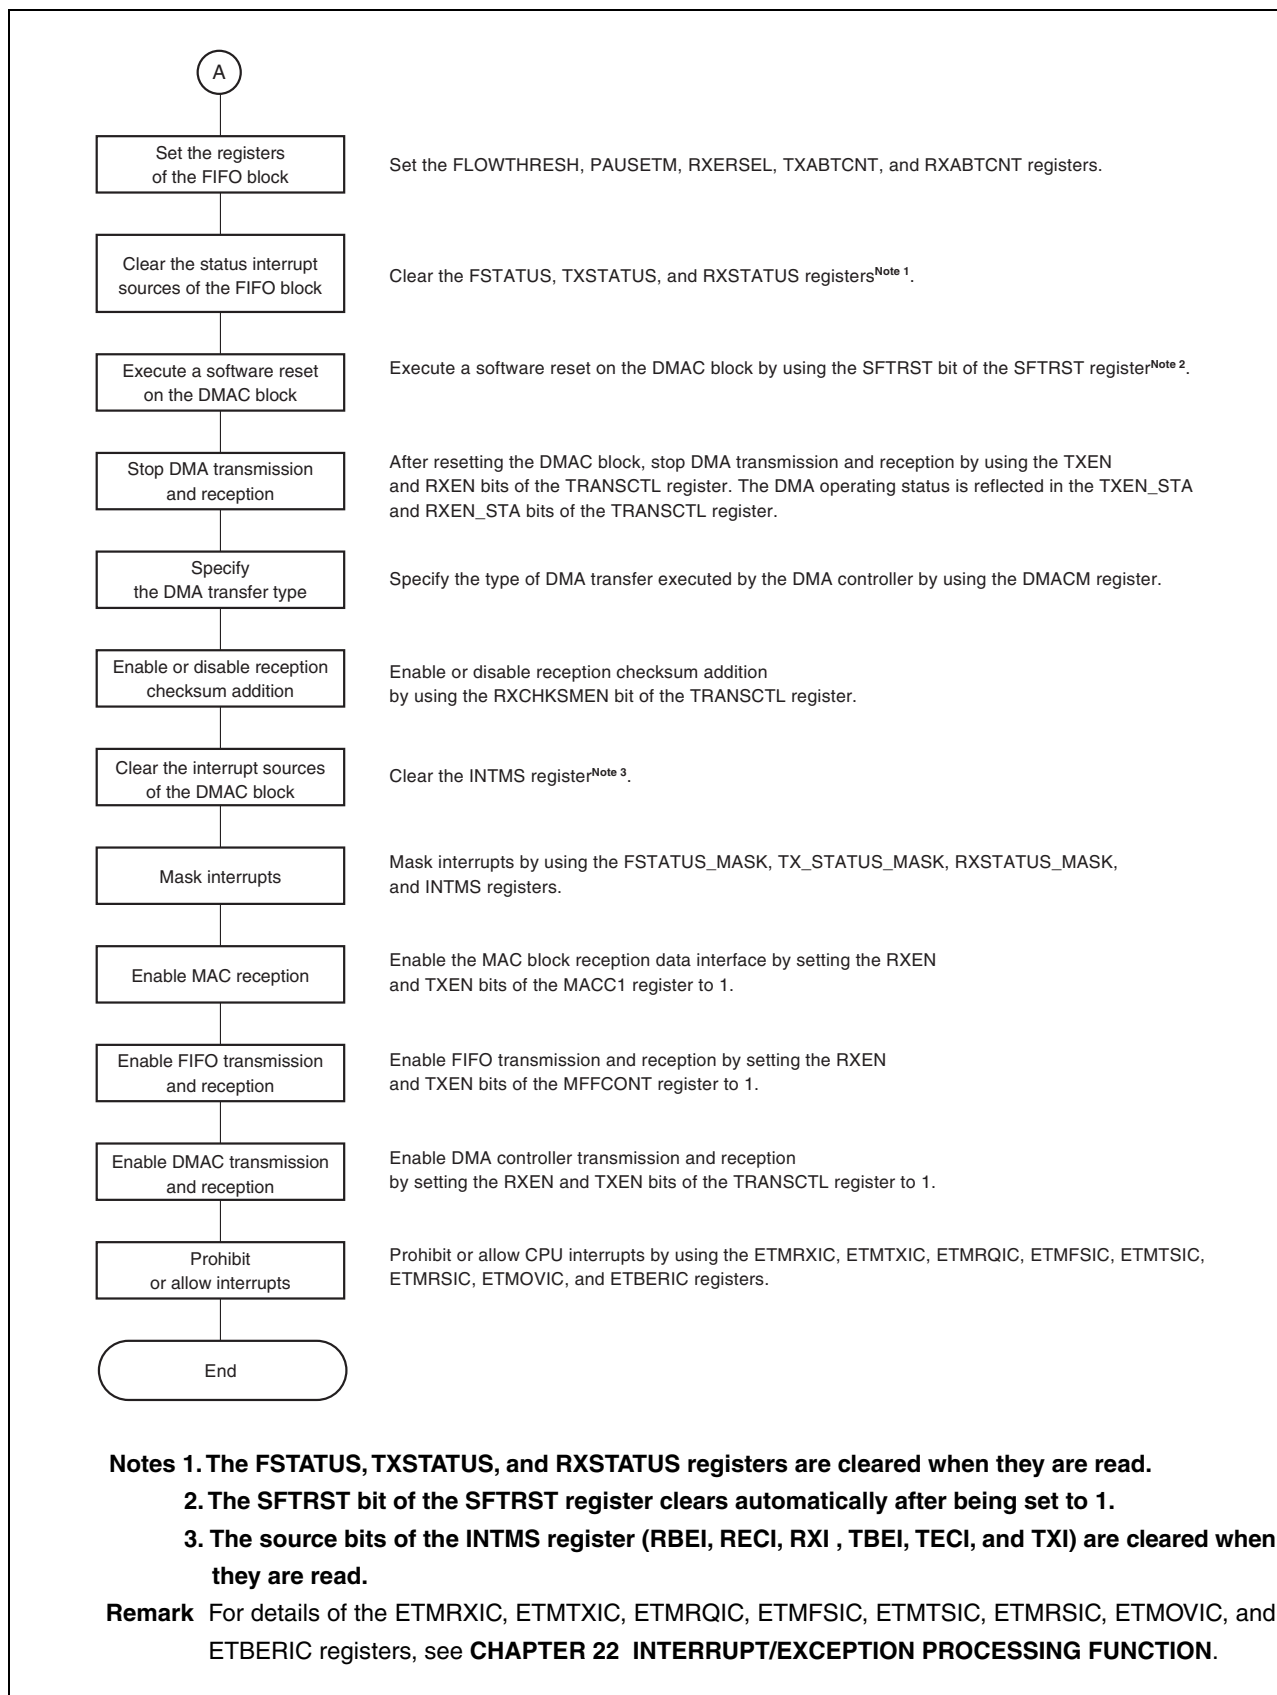 A
Set the registers
of the FIFO block
Set the FLOWTHRESH, PAUSETM, RXERSEL, TXABTCNT, and RXABTCNT registers.
Clear the status interrupt
sources of the FIFO block
Clear the FSTATUS, TXSTATUS, and RXSTATUS registersNote 1.
Execute a software reset
on the DMAC block
Execute a software reset on the DMAC block by using the SFTRST bit of the SFTRST registerNote 2.
Stop DMA transmission
and reception
After resetting the DMAC block, stop DMA transmission and reception by using the TXEN
and RXEN bits of the TRANSCTL register. The DMA operating status is reflected in the TXEN_STA
and RXEN_STA bits of the TRANSCTL register.
Specify
the DMA transfer type
Specify the type of DMA transfer executed by the DMA controller by using the DMACM register.
Enable or disable reception
checksum addition
Enable or disable reception checksum addition
by using the RXCHKSMEN bit of the TRANSCTL register.
Clear the interrupt sources
of the DMAC block
Clear the INTMS registerNote 3.
Mask interrupts
Mask interrupts by using the FSTATUS_MASK, TX_STATUS_MASK, RXSTATUS_MASK,
and INTMS registers.
Enable MAC reception
Enable the MAC block reception data interface by setting the RXEN
and TXEN bits of the MACC1 register to 1.
Enable FIFO transmission
and reception
Enable FIFO transmission and reception by setting the RXEN
and TXEN bits of the MFFCONT register to 1.
Enable DMAC transmission
and reception
Enable DMA controller transmission and reception
by setting the RXEN and TXEN bits of the TRANSCTL register to 1.
Prohibit
or allow interrupts
Prohibit or allow CPU interrupts by using the ETMRXIC, ETMTXIC, ETMRQIC, ETMFSIC, ETMTSIC,
ETMRSIC, ETMOVIC, and ETBERIC registers.
End
Notes 1. The FSTATUS, TXSTATUS, and RXSTATUS registers are cleared when they are read.
2. The SFTRST bit of the SFTRST register clears automatically after being set to 1.
3. The source bits of the INTMS register (RBEI, RECI, RXI , TBEI, TECI, and TXI) are cleared when
they are read.
Remark For details of the ETMRXIC, ETMTXIC, ETMRQIC, ETMFSIC, ETMTSIC, ETMRSIC, ETMOVIC, and
ETBERIC registers, see CHAPTER 22 INTERRUPT/EXCEPTION PROCESSING FUNCTION.